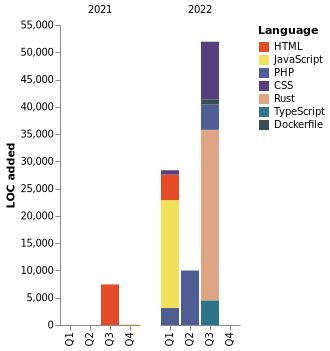 2021 2022
Language
HTML
JavaScript
PHP
CSS
Rust
TypeScript
Dockerfile
LOC added
55,000
50,000
45,000
40,000
35,000
30,000
25,000
20,000
15,000
10,000
5,000
0
Q1 Q2 Q3 Q4 Q1 Q2 Q3 Q4